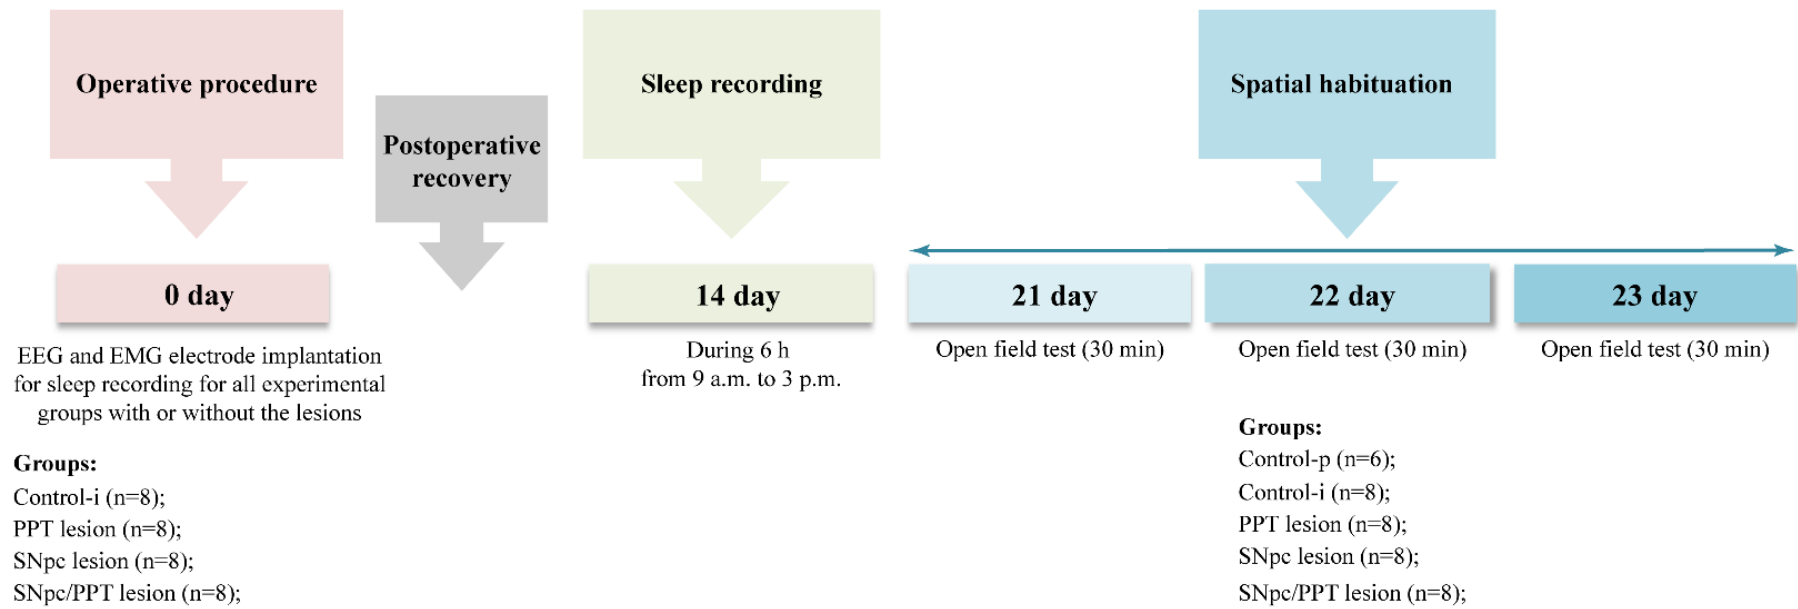 Operative procedure
Postoperative
recovery
Sleep recording
Spatial habituation
0 day
14 day
21 day
22 day
23 day
EEG and EMG electrode implantation
for sleep recording for all experimental
groups with or without the lesions
During 6 h
from 9 a.m. to 3 p.m.
Open field test (30 min)
Open field test (30 min)
Open field test (30 min)
Groups:
Control-i (n=8);
PPT lesion (n=8);
SNpc lesion (n=8);
SNpc/PPT lesion (n=8);
Groups:
Control-p (n=6);
Control-i (n=8);
PPT lesion (n=8);
SNpc lesion (n=8);
SNpc/PPT lesion (n=8);